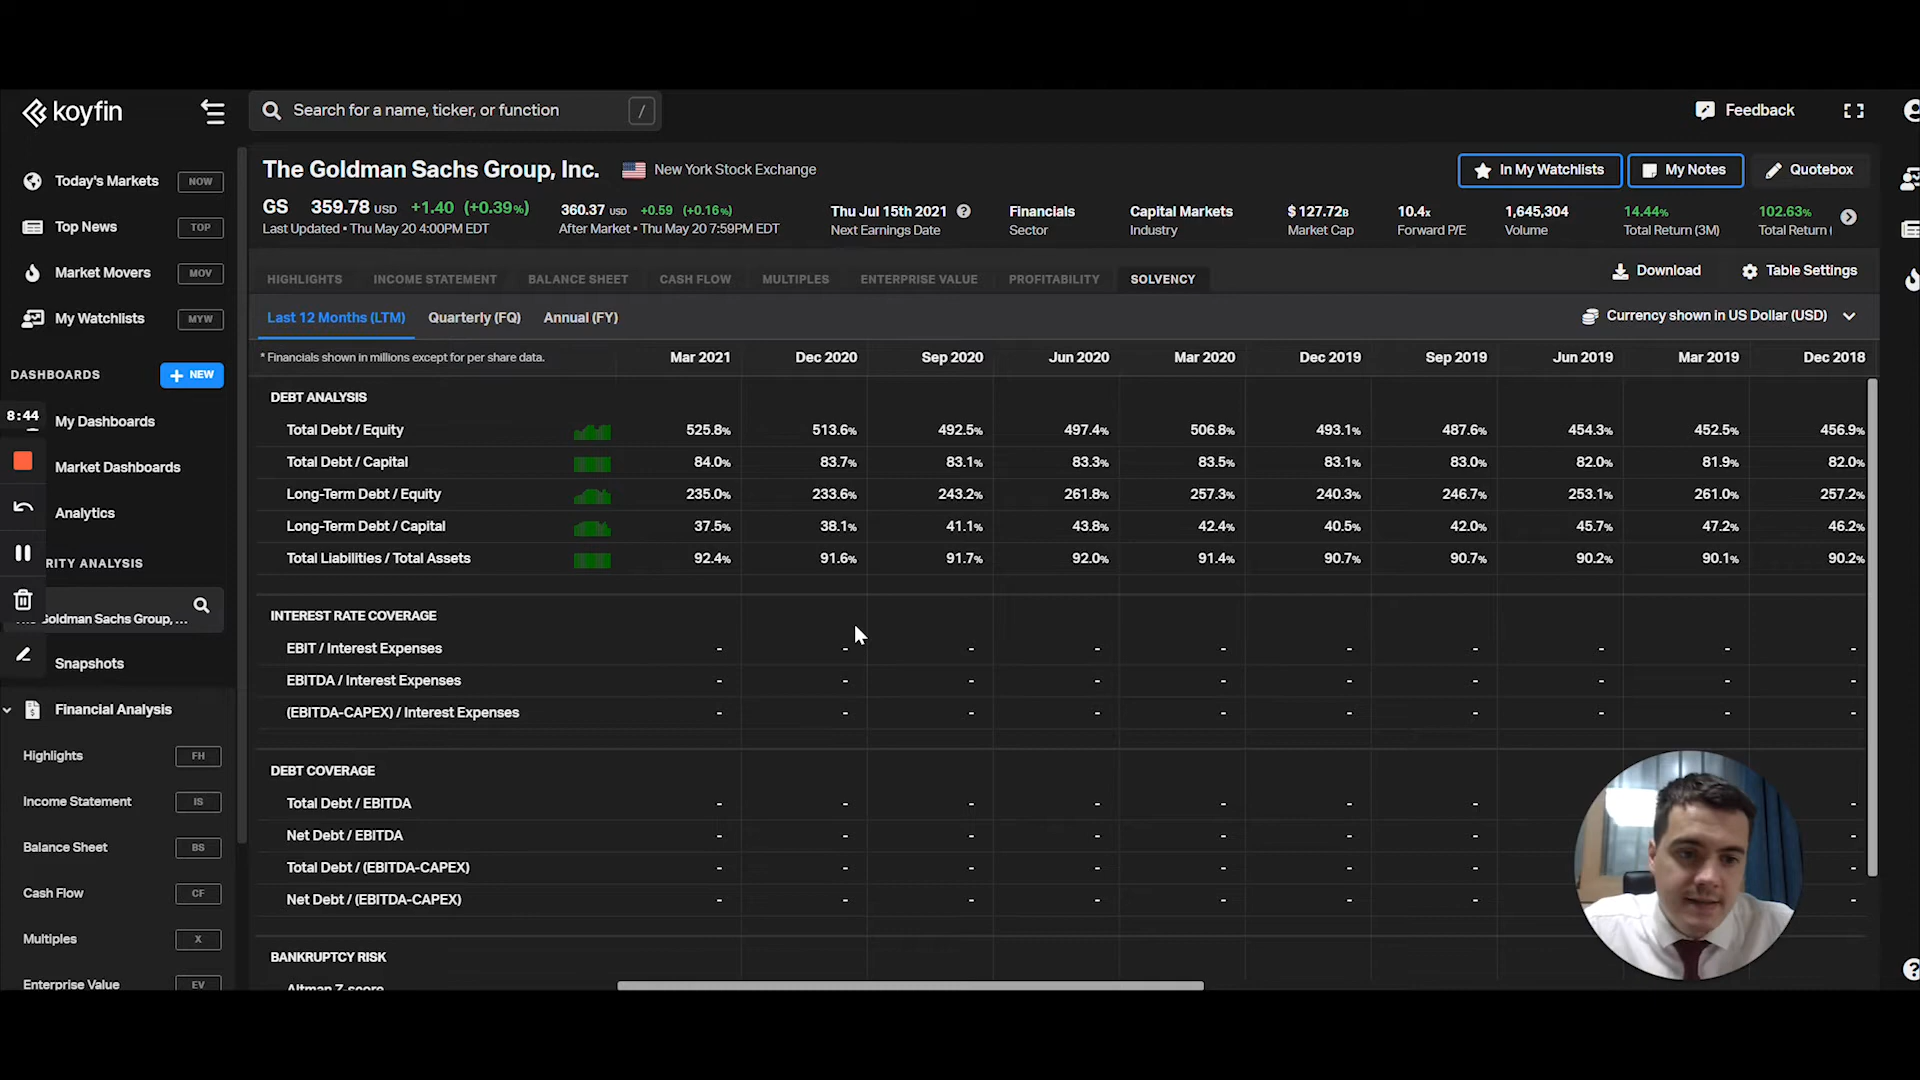 koyfin
Search for a name, ticker, or function /
Feedback
Today's Markets NOW
Top News TOP
Market Movers MOV
My Watchlists MYW
DASHBOARDS + NEW
8:44
My Dashboards
Market Dashboards
Analytics
RITY ANALYSIS
oldman Sachs Group, ...
Snapshots
Financial Analysis
Highlights FH
Income Statement IS
Balance Sheet BS
Cash Flow CF
Multiples X
Enterprise Value EV
The Goldman Sachs Group, Inc. New York Stock Exchange
In My Watchlists My Notes Quotebox
GS 359.78 USD +1.40 (+0.39%) 360.37 USD +0.59 (+0.16%) Thu Jul 15th 2021 ? Financials Capital Markets $ 127.72B 10.4x 1,645,304 14.44% 102.63%
Last Updated • Thu May 20 4:00PM EDT After Market • Thu May 20 7:59PM EDT Next Earnings Date Sector Industry Market Cap Forward P/E Volume Total Return (3M) Total Return (
HIGHLIGHTS INCOME STATEMENT BALANCE SHEET CASH FLOW MULTIPLES ENTERPRISE VALUE PROFITABILITY SOLVENCY
Download Table Settings
Last 12 Months (LTM) Quarterly (FQ) Annual (FY)
Currency shown in US Dollar (USD)
* Financials shown in millions except for per share data. Mar 2021 Dec 2020 Sep 2020 Jun 2020 Mar 2020 Dec 2019 Sep 2019 Jun 2019 Mar 2019 Dec 2018
DEBT ANALYSIS
Total Debt / Equity 525.8% 513.6% 492.5% 497.4% 506.8% 493.1% 487.6% 454.3% 452.5% 456.9%
Total Debt / Capital 84.0% 83.7% 83.1% 83.3% 83.5% 83.1% 83.0% 82.0% 81.9% 82.0%
Long-Term Debt / Equity 235.0% 233.6% 243.2% 261.8% 257.3% 240.3% 246.7% 253.1% 261.0% 257.2%
Long-Term Debt / Capital 37.5% 38.1% 41.1% 43.8% 42.4% 40.5% 42.0% 45.7% 47.2% 46.2%
Total Liabilities / Total Assets 92.4% 91.6% 91.7% 92.0% 91.4% 90.7% 90.7% 90.2% 90.1% 90.2%
INTEREST RATE COVERAGE
EBIT / Interest Expenses - - - - - - - - - -
EBITDA / Interest Expenses - - - - - - - - - -
(EBITDA-CAPEX) / Interest Expenses - - - - - - - - - -
DEBT COVERAGE
Total Debt / EBITDA - - - - - - - - - -
Net Debt / EBITDA - - - - - - - - -
Total Debt / (EBITDA-CAPEX) - - - - - - - - -
Net Debt / (EBITDA-CAPEX) - - - - - - - - -
BANKRUPTCY RISK
Altman Z-score